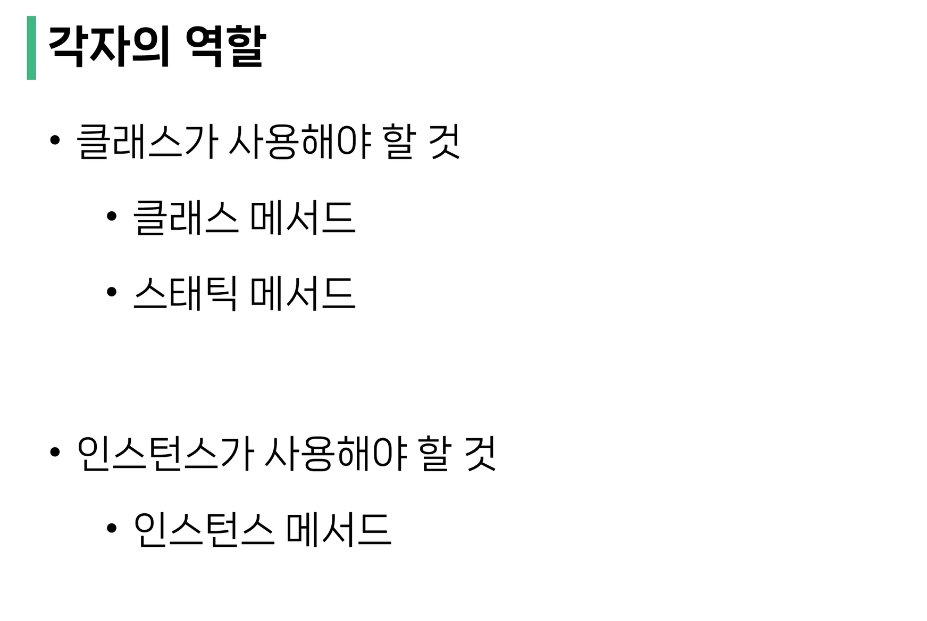 각자의 역할
• 클래스가 사용해야 할 것
• 클래스 메서드
• 스태틱 메서드
• 인스턴스가 사용해야 할 것
• 인스턴스 메서드